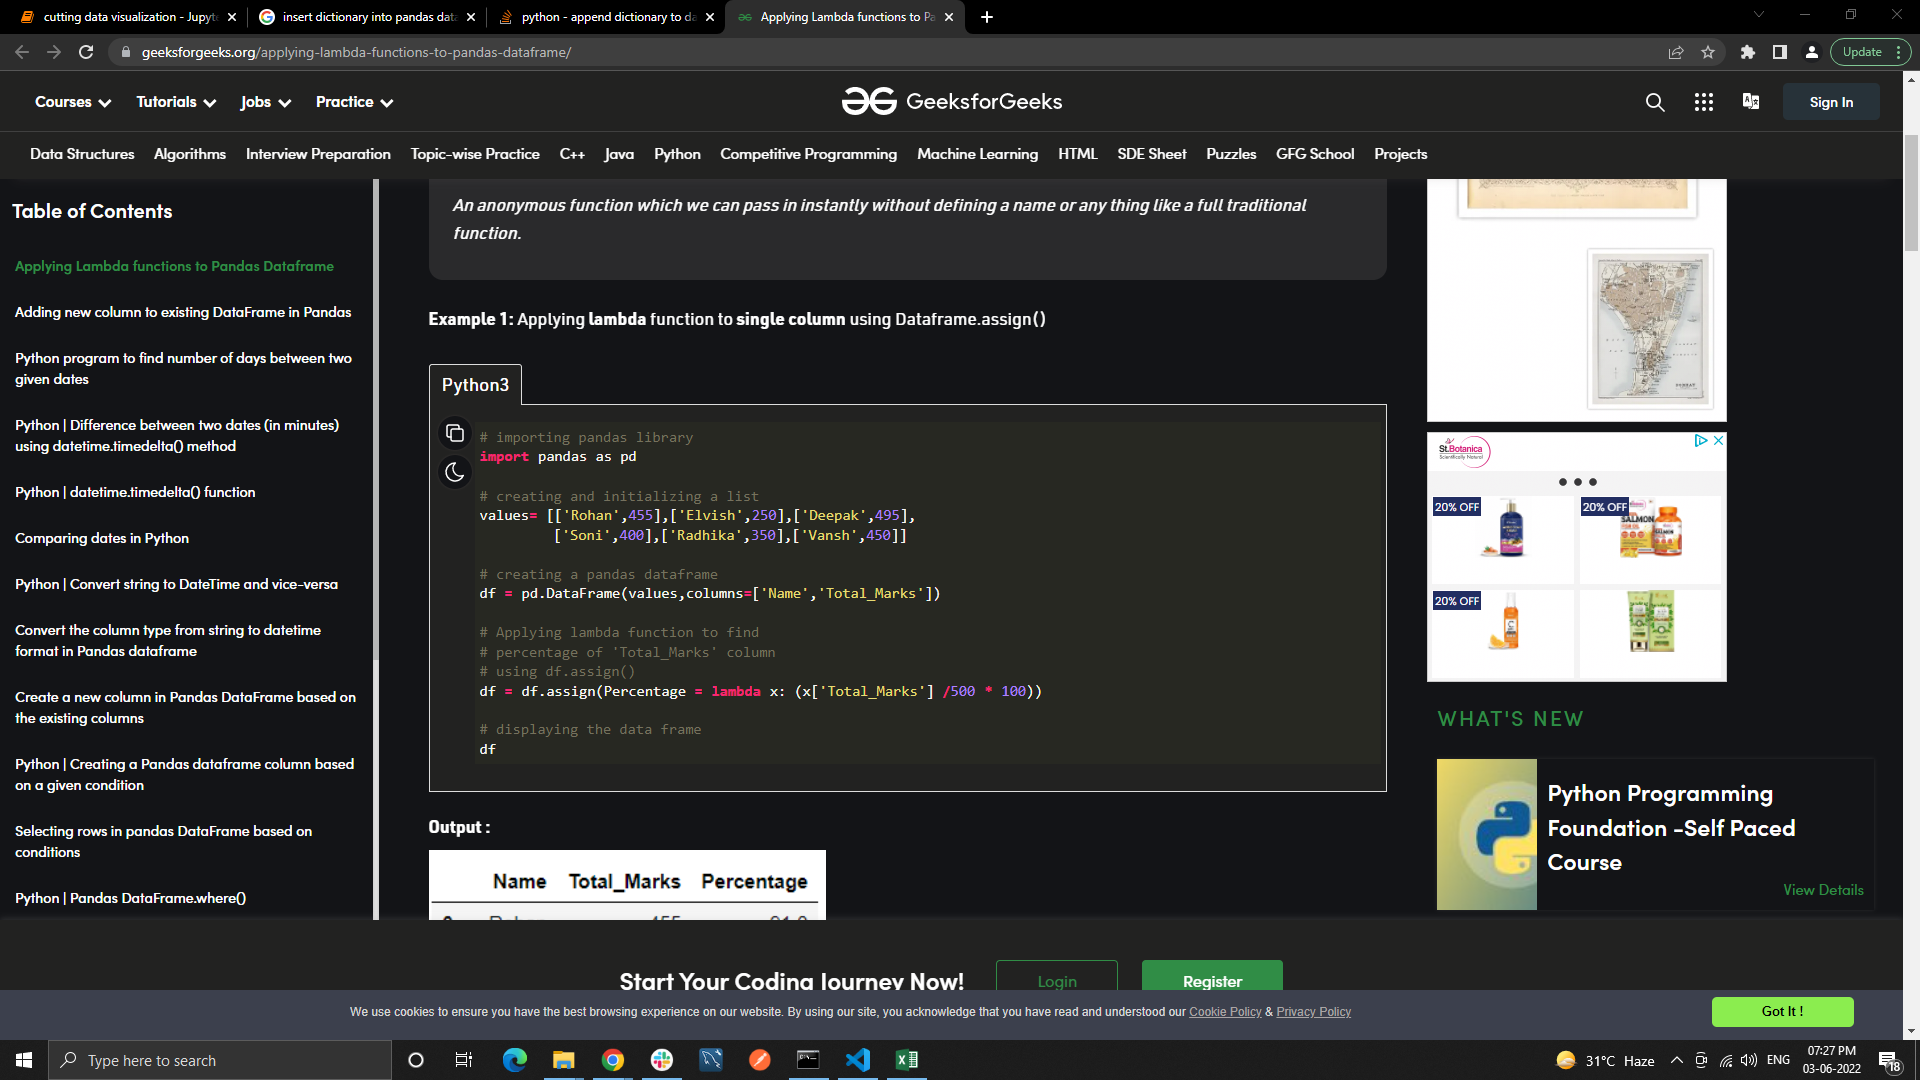 cutting data visualization - Jupyt
insert dictionary into pandas data
python - append dictionary to da
Applying Lambda functions to Pa
geeksforgeeks.org/applying-lambda-functions-to-pandas-dataframe/
Update
Courses
Tutorials
Jobs
Practice
GeeksforGeeks
Sign In
Data Structures
Algorithms
Interview Preparation
Topic-wise Practice
C++
Java
Python
Competitive Programming
Machine Learning
HTML
SDE Sheet
Puzzles
GFG School
Projects
Table of Contents
Applying Lambda functions to Pandas Dataframe
Adding new column to existing DataFrame in Pandas
Python program to find number of days between two
given dates
Python | Difference between two dates (in minutes)
using datetime.timedelta() method
Python | datetime.timedelta() function
Comparing dates in Python
Python | Convert string to DateTime and vice-versa
Convert the column type from string to datetime
format in Pandas dataframe
Create a new column in Pandas DataFrame based on
the existing columns
Python | Creating a Pandas dataframe column based
on a given condition
Selecting rows in pandas DataFrame based on
conditions
Python | Pandas DataFrame.where()
An anonymous function which we can pass in instantly without defining a name or any thing like a full traditional
function.
Example 1: Applying lambda function to single column using Dataframe.assign()
Python3
# importing pandas library
import pandas as pd
# creating and initializing a list
values= [['Rohan',455],['Elvish',250],['Deepak',495],
['Soni',400],['Radhika',350],['Vansh',450]]
# creating a pandas dataframe
df = pd.DataFrame(values,columns=['Name','Total_Marks'])
# Applying lambda function to find
# percentage of 'Total_Marks' column
# using df.assign()
df = df.assign(Percentage = lambda x: (x['Total_Marks'] /500 * 100))
# displaying the data frame
df
Output :
Name Total_Marks Percentage
St.Botanica
Scientifically Natural
20% OFF
20% OFF
SALMON
20% OFF
WHAT'S NEW
Python Programming
Foundation -Self Paced
Course
View Details
Start Your Coding Journey Now!
Login
Register
We use cookies to ensure you have the best browsing experience on our website. By using our site, you acknowledge that you have read and understood our Cookie Policy & Privacy Policy
Got It !
Type here to search
31°C Haze
ENG
07:27 PM
03-06-2022
18